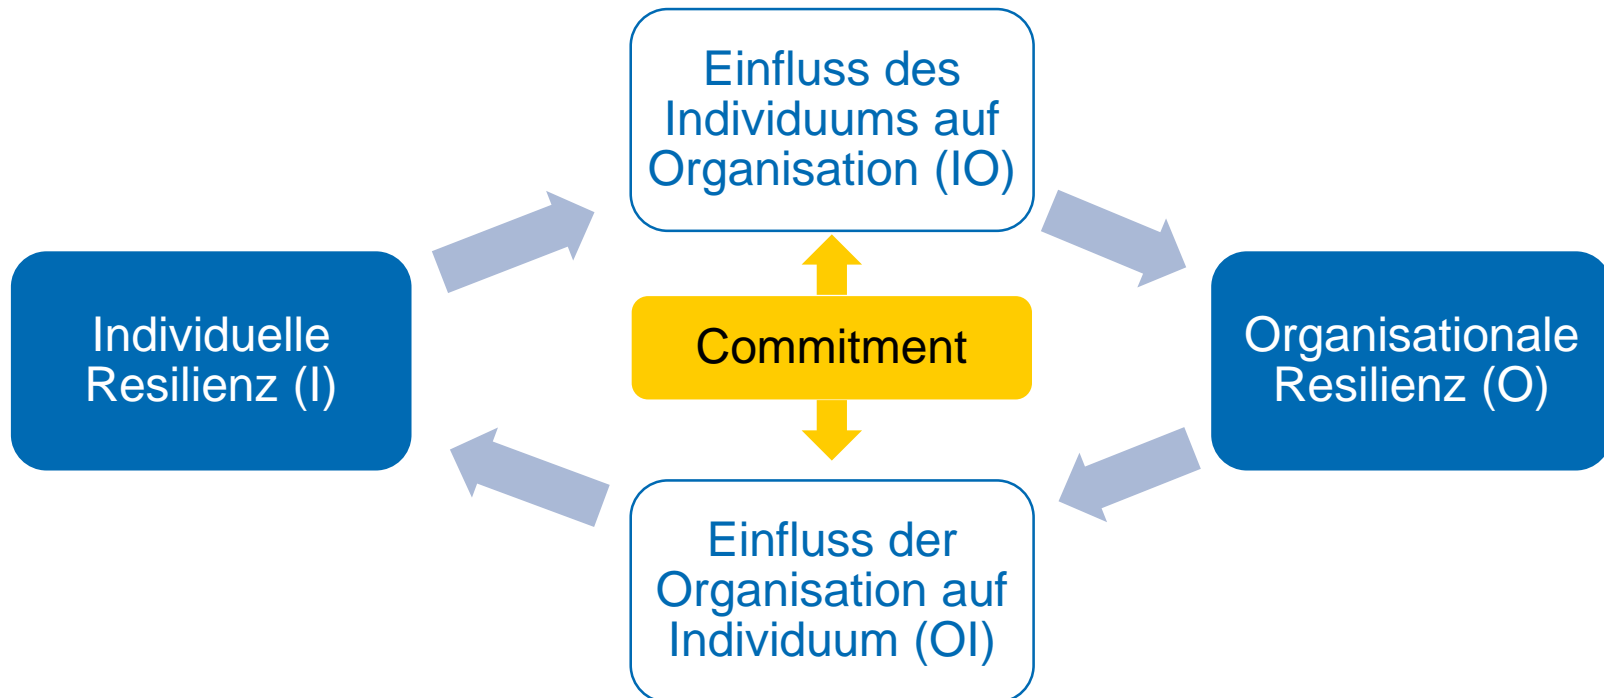 Einfluss des
Individuums auf
Organisation (IO)
Individuelle
Resilienz (I)
Commitment
Organisationale
Resilienz (O)
Einfluss der
Organisation auf
Individuum (OI)